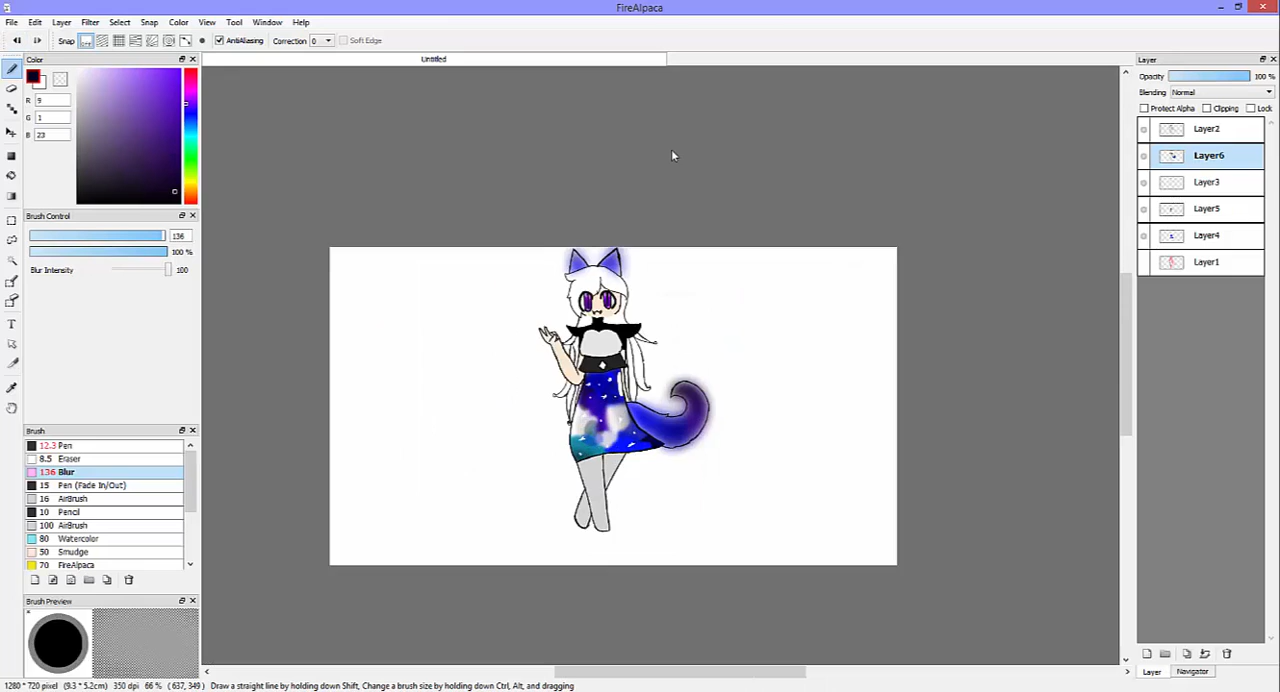 FireAlpaca
File Edit Layer Filter Select Snap Color View Tool Window Help
Snap AntiAliasing Correction 0 Soft Edge
Color Untitled Layer
Opacity 100 %
Blending Normal
Protect Alpha Clipping Lock
R 9
G 1
B 23
Layer2
Layer6
Layer3
Layer5
Layer4
Layer1
Brush Control
136
100 %
Blur Intensity 100
Brush
12.3 Pen
8.5 Eraser
136 Blur
15 Pen (Fade In/Out)
16 AirBrush
10 Pencil
100 AirBrush
80 Watercolor
50 Smudge
70 FireAlpaca
Brush Preview
Layer Navigator
1280 * 720 pixel (9.3 * 5.2cm) 350 dpi 66 % ( 637, 349 ) Draw a straight line by holding down Shift, Change a brush size by holding down Ctrl, Alt, and dragging